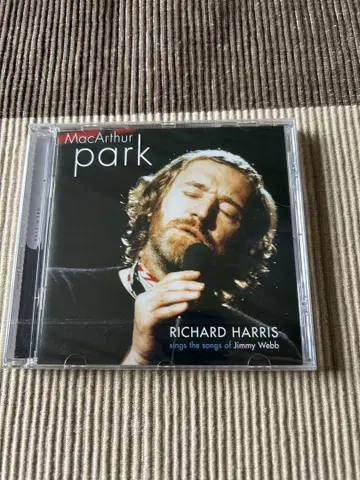 MacArthur
park
RICHARD HARRIS
sings the songs of Jimmy Webb